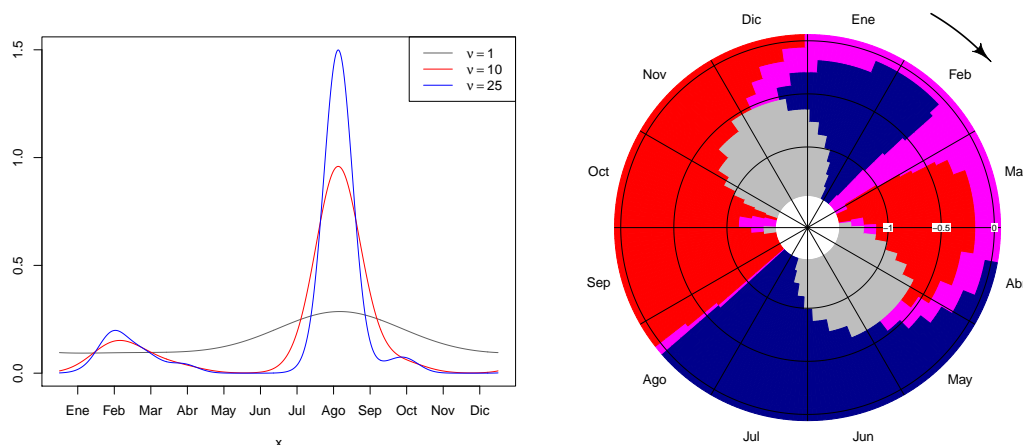 1.5
1.0
0.5
0.0
ν = 1
ν = 10
ν = 25
Ene Feb Mar Abr May Jun Jul Ago Sep Oct Nov Dic
x
Dic
Ene
Nov
Feb
Oct
Ma
−1 −0.5 0
Sep
Abr
Ago
May
Jul
Jun